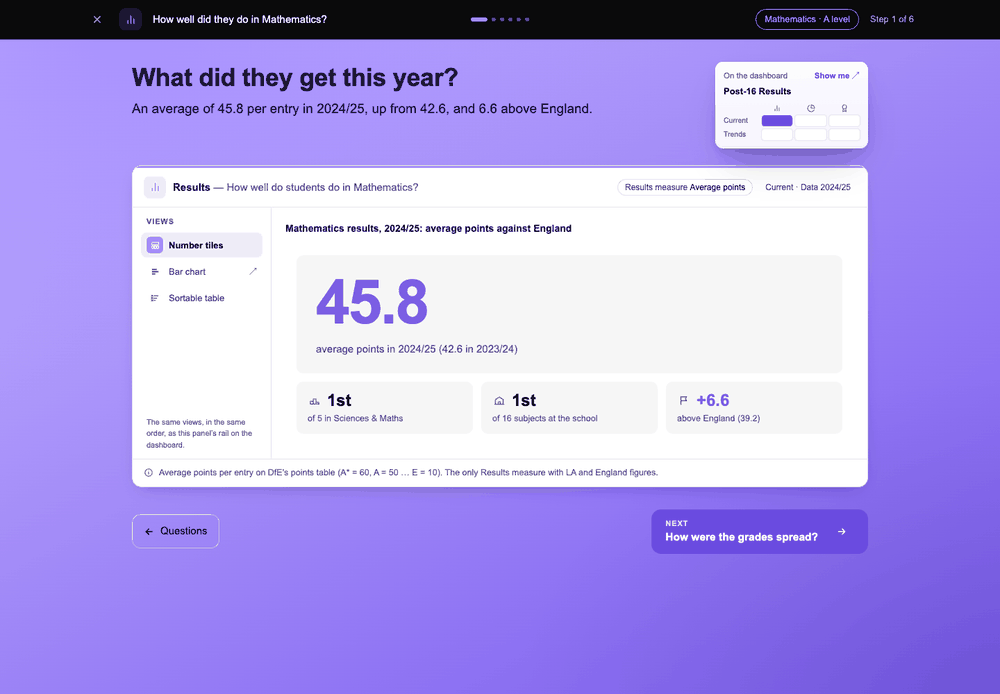 How well did they do in Mathematics?
Mathematics · A level
Step 1 of 6
What did they get this year?
An average of 45.8 per entry in 2024/25, up from 42.6, and 6.6 above England.
On the dashboard
Show me
Post-16 Results
Current
Trends
Results — How well do students do in Mathematics?
Results measure Average points
Current · Data 2024/25
VIEWS
Number tiles
Bar chart
Sortable table
The same views, in the same
order, as this panel's rail on the
dashboard.
Mathematics results, 2024/25: average points against England
45.8
average points in 2024/25 (42.6 in 2023/24)
1st
of 5 in Sciences & Maths
1st
of 16 subjects at the school
+6.6
above England (39.2)
Average points per entry on DfE's points table (A* = 60, A = 50 … E = 10). The only Results measure with LA and England figures.
Questions
NEXT
How were the grades spread?